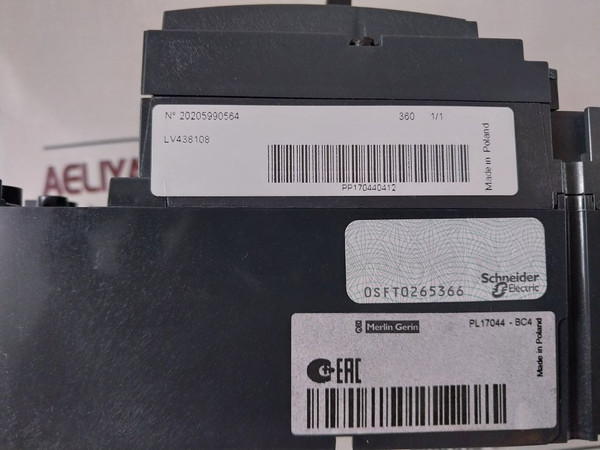 N° 20205990564 360 1/1
LV438108
PP170440412
Made in Poland
AELIYA
0SFT0265366
Schneider
Electric
Merlin Gerin
PL17044 - BC4
Made in Poland
EAC